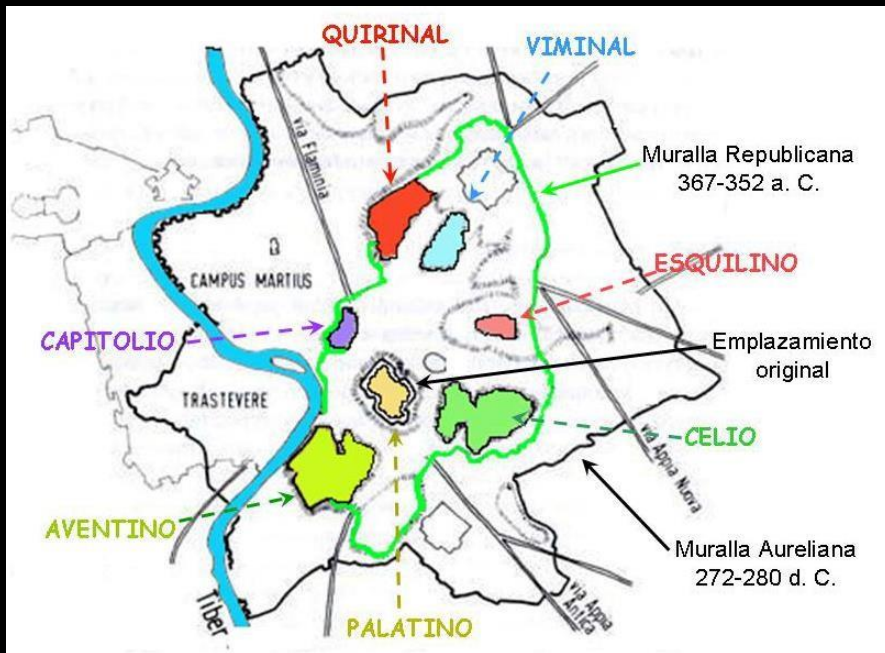 QUIRINAL
VIMINAL
via Flaminia
Muralla Republicana
367-352 a. C.
ESQUILINO
CAMPUS MARTIUS
CAPITOLIO
Emplazamiento
original
TRASTEVERE
CELIO
via Appia Nuova
AVENTINO
Muralla Aureliana
272-280 d. C.
via Appia
Antica
Tiber
PALATINO